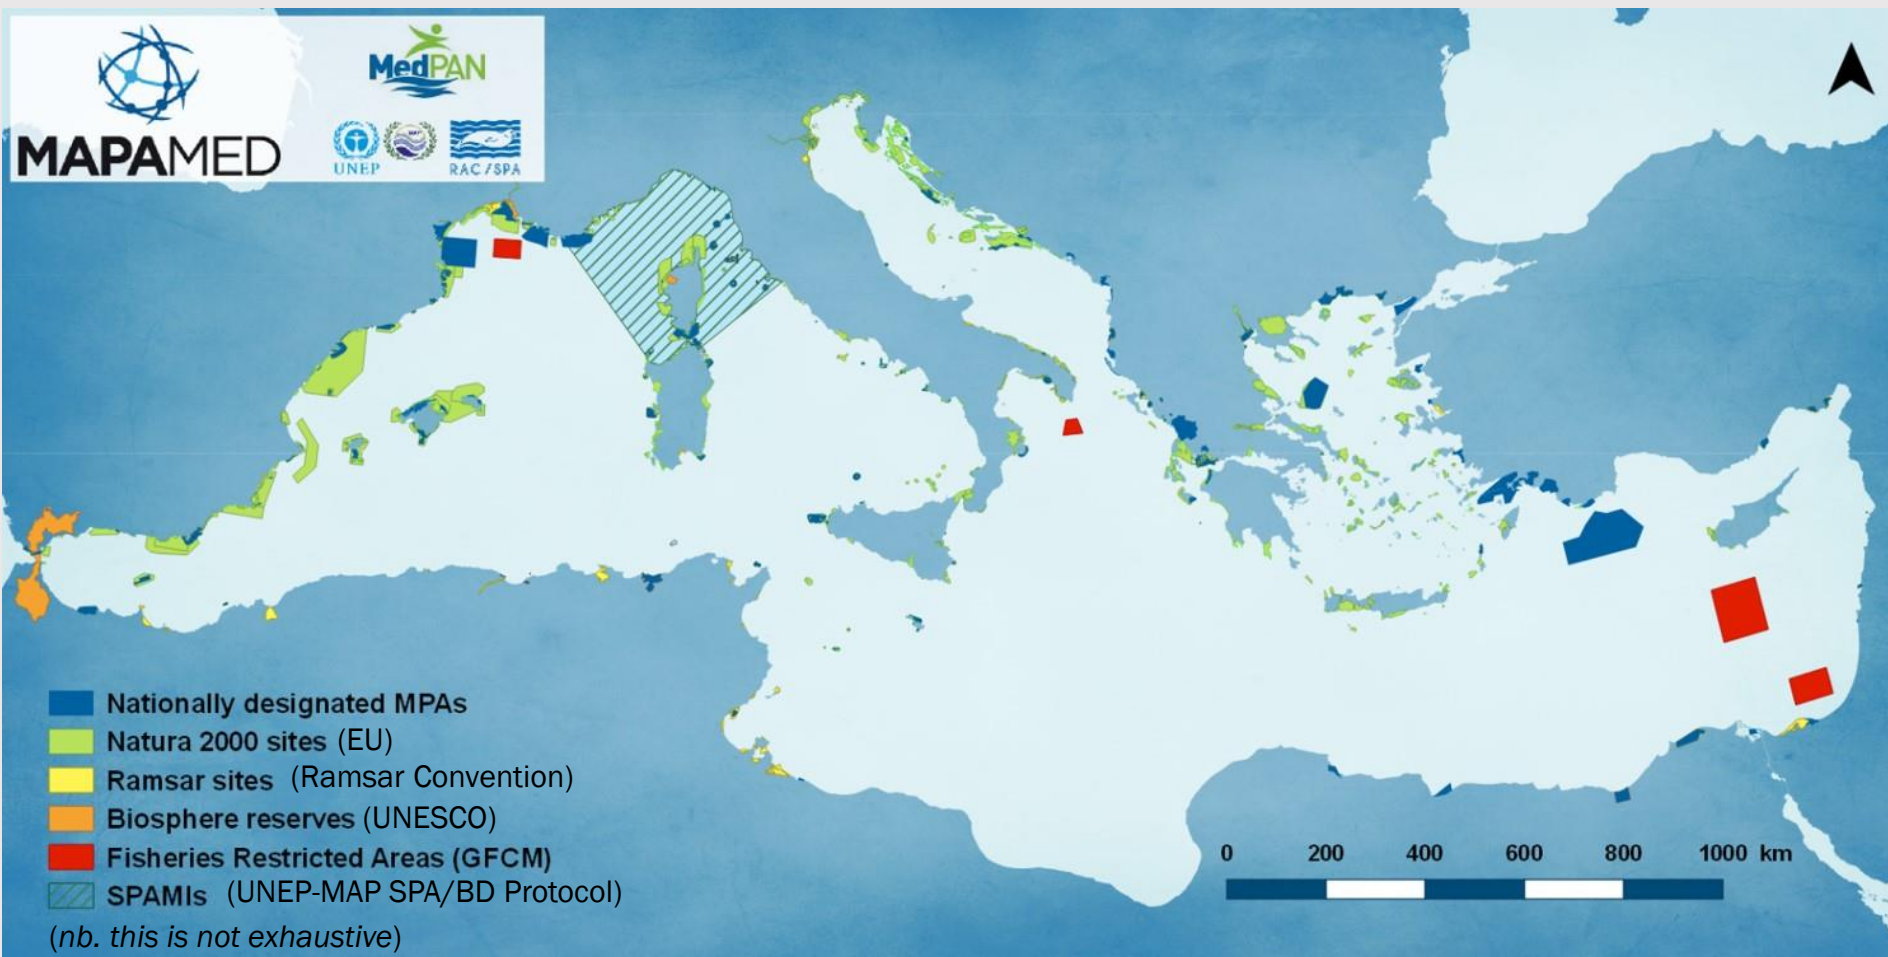 MedPAN
MAPAMED
UNEP
MAP
RAC/SPA
Nationally designated MPAs
Natura 2000 sites (EU)
Ramsar sites (Ramsar Convention)
Biosphere reserves (UNESCO)
Fisheries Restricted Areas (GFCM)
SPAMIs (UNEP-MAP SPA/BD Protocol)
(nb. this is not exhaustive)
0 200 400 600 800 1000 km